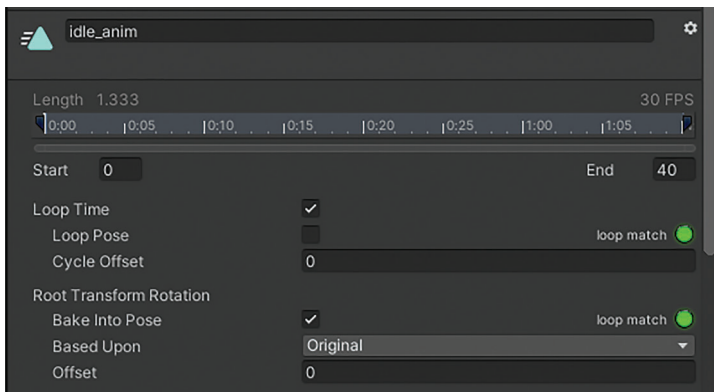 idle_anim
Length 1.333 30 FPS
0:00 0:05 0:10 0:15 0:20 0:25 1:00 1:05
Start 0 End 40
Loop Time
Loop Pose loop match
Cycle Offset 0
Root Transform Rotation
Bake Into Pose loop match
Based Upon Original
Offset 0